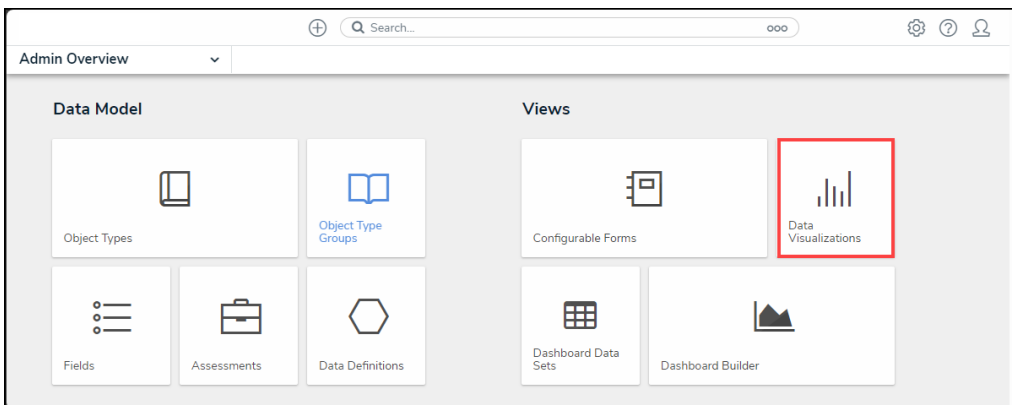 Search...
Admin Overview
Data Model
Views
Object Types
Object Type
Groups
Configurable Forms
Data
Visualizations
Fields
Assessments
Data Definitions
Dashboard Data
Sets
Dashboard Builder